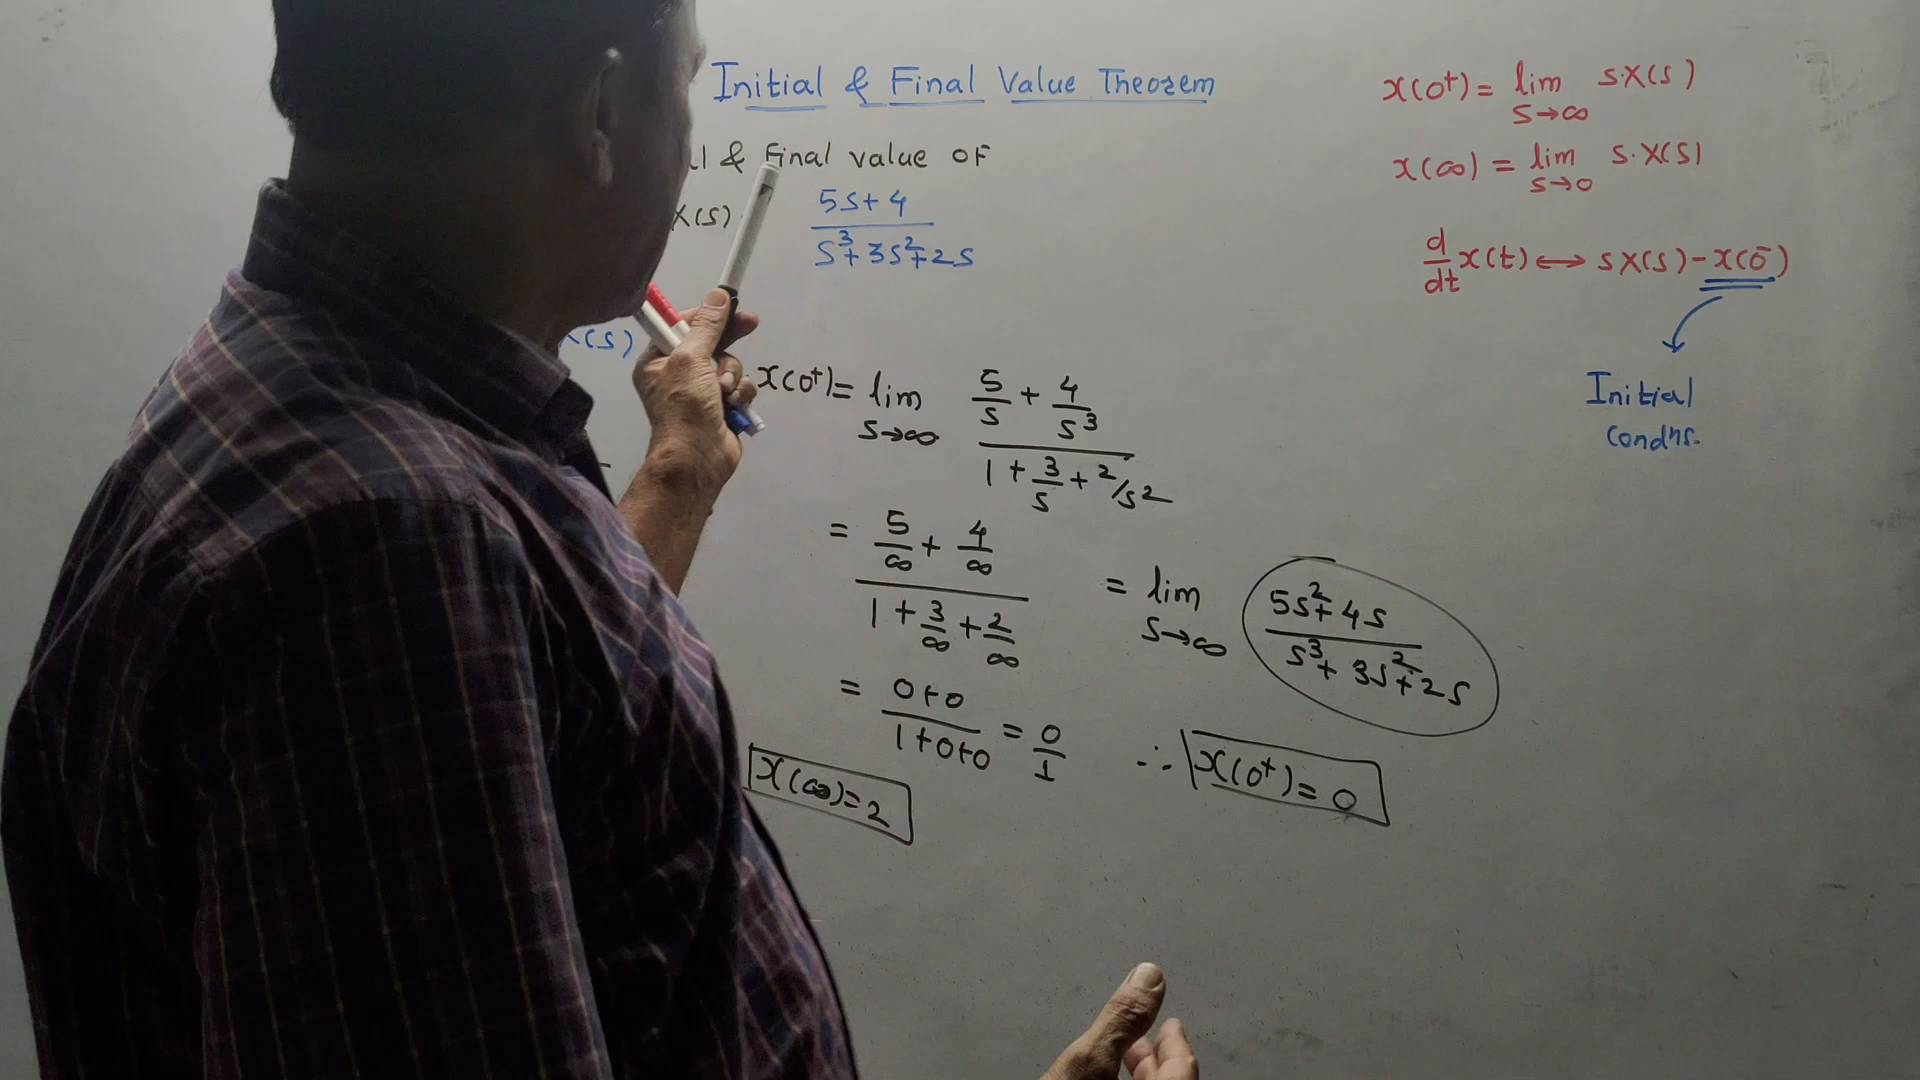 Initial & Final Value Theorem
& Final value OF
X(s)
5s+4
s³+3s²+2s
(s)
x(0⁺)= lim s→∞ 5/s + 4/s³
1 + 3/s + 2/s²
= 5/∞ + 4/∞
1 + 3/∞ + 2/∞
= 0+0 / 1+0+0 = 0/1
x(∞)=2
= lim s→∞ 5s²+4s
s³+3s²+2s
∴ x(0⁺)= 0
x(0⁺)= lim s→∞ s·X(s)
x(∞) = lim s→0 s·X(s)
d/dt x(t) ↔ sX(s) - x(0⁻)
Initial
Condns.